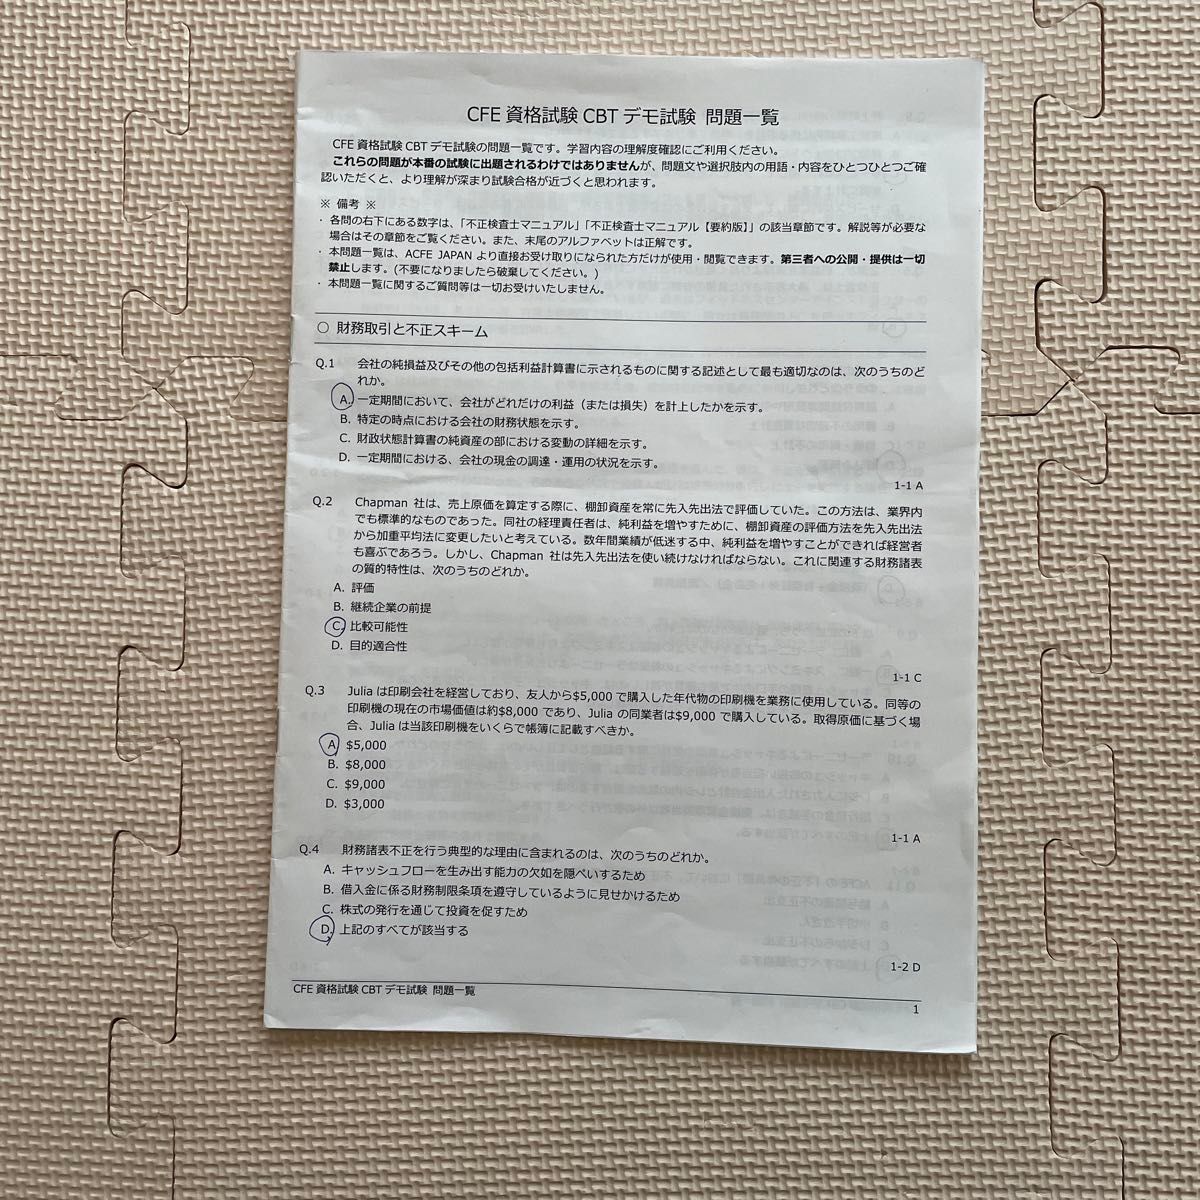 CFE 資格試験 CBT デモ試験 問題一覧
CFE 資格試験 CBT デモ試験の問題一覧です。学習内容の理解度確認にご利用ください。
これらの問題が本番の試験に出題されるわけではありませんが、問題文や選択肢内の用語・内容をひとつひとつご確
認いただくと、より理解が深まり試験合格が近づくと思われます。
※ 備考 ※
・各問の右下にある数字は、「不正検査士マニュアル」「不正検査士マニュアル【要約版】」の該当章節です。解説等が必要な
場合はその章節をご覧ください。また、末尾のアルファベットは正解です。
・本問題一覧は、ACFE JAPAN より直接お受け取りになられた方だけが使用・閲覧できます。第三者への公開・提供は一切
禁止します。(不要になりましたら破棄してください。)
・本問題一覧に関するご質問等は一切お受けいたしません。
○ 財務取引と不正スキーム
Q.1 会社の純損益及びその他の包括利益計算書に示されるものに関する記述として最も適切なのは、次のうちのど
れか。
A. 一定期間において、会社がどれだけの利益（または損失）を計上したかを示す。
B. 特定の時点における会社の財務状態を示す。
C. 財政状態計算書の純資産の部における変動の詳細を示す。
D. 一定期間における、会社の現金の調達・運用の状況を示す。
1-1 A
Q.2 Chapman 社は、売上原価を算定する際に、棚卸資産を常に先入先出法で評価していた。この方法は、業界内
でも標準的なものであった。同社の経理責任者は、純利益を増やすために、棚卸資産の評価方法を先入先出法
から加重平均法に変更したいと考えている。数年間業績が低迷する中、純利益を増やすことができれば経営者
も喜ぶであろう。しかし、Chapman 社は先入先出法を使い続けなければならない。これに関連する財務諸表
の質的特性は、次のうちのどれか。
A. 評価
B. 継続企業の前提
C. 比較可能性
D. 目的適合性
1-1 C
Q.3 Julia は印刷会社を経営しており、友人から$5,000 で購入した年代物の印刷機を業務に使用している。同等の
印刷機の現在の市場価値は約$8,000 であり、Julia の同業者は$9,000 で購入している。取得原価に基づく場
合、Julia は当該印刷機をいくらで帳簿に記載すべきか。
A. $5,000
B. $8,000
C. $9,000
D. $3,000
1-1 A
Q.4 財務諸表不正を行う典型的な理由に含まれるのは、次のうちのどれか。
A. キャッシュフローを生み出す能力の欠如を隠ぺいするため
B. 借入金に係る財務制限条項を遵守しているように見せかけるため
C. 株式の発行を通じて投資を促すため
D. 上記のすべてが該当する
1-2 D
CFE 資格試験 CBT デモ試験 問題一覧
1